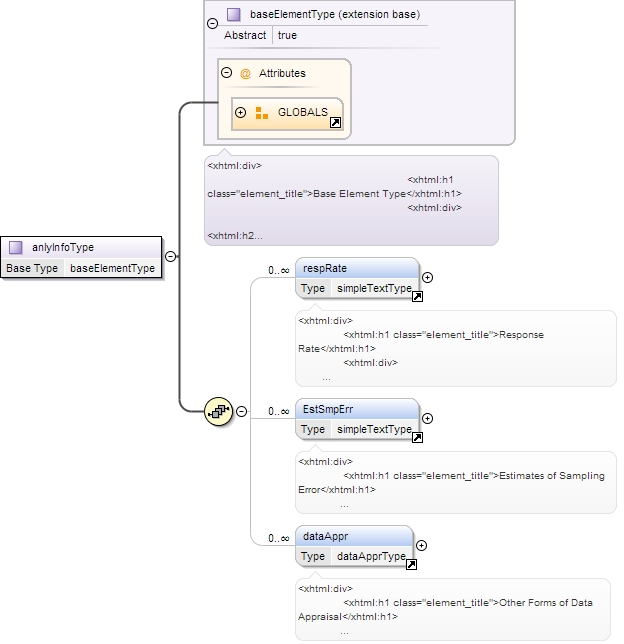 baseElementType (extension base)
Abstract true
@ Attributes
GLOBALS
<xhtml:div>
<xhtml:h1
class="element_title">Base Element Type</xhtml:h1>
<xhtml:div>
<xhtml:h2...
anlyInfoType
Base Type baseElementType
0..∞ respRate
Type simpleTextType
<xhtml:div>
<xhtml:h1 class="element_title">Response
Rate</xhtml:h1>
<xhtml:div>
...
0..∞ EstSmpErr
Type simpleTextType
<xhtml:div>
<xhtml:h1 class="element_title">Estimates of Sampling
Error</xhtml:h1>
...
0..∞ dataAppr
Type dataApprType
<xhtml:div>
<xhtml:h1 class="element_title">Other Forms of Data
Appraisal</xhtml:h1>
...